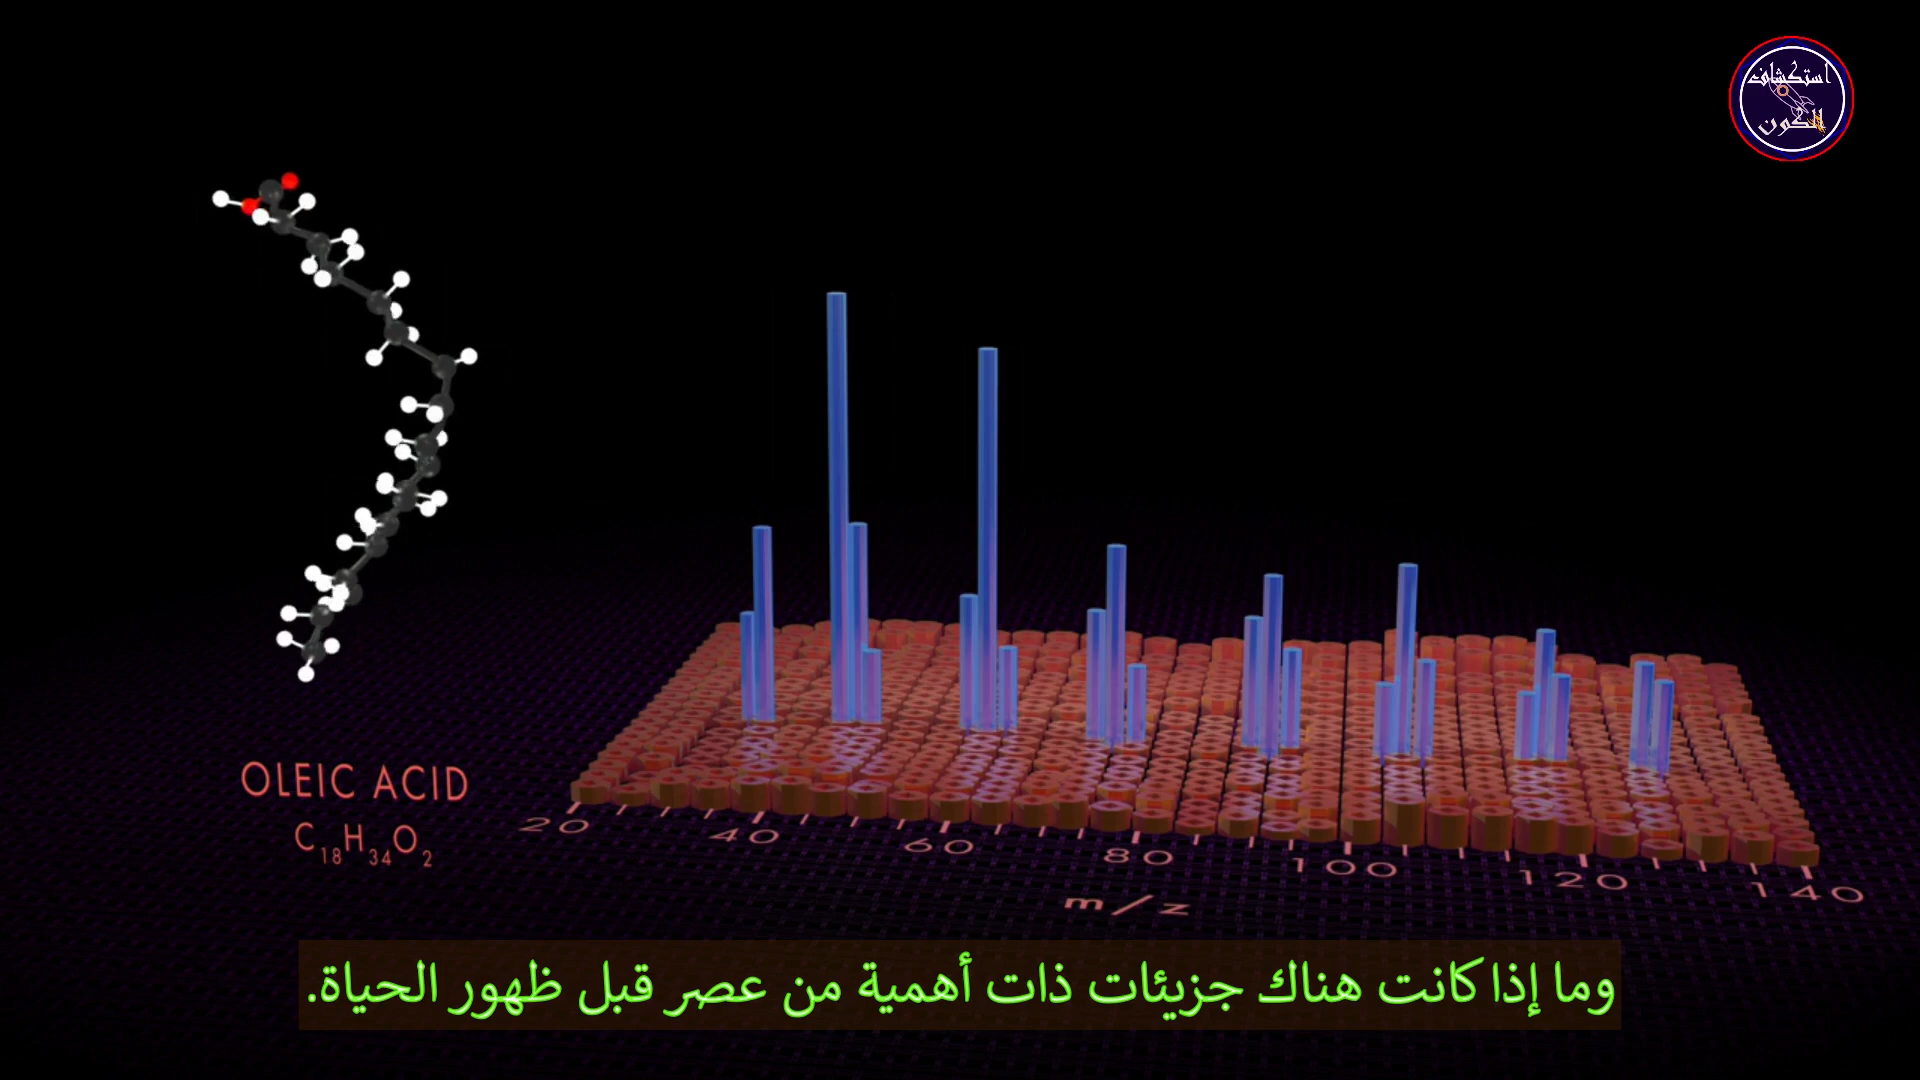 استكشاف
الكون
OLEIC ACID
C₁₈H₃₄O₂
20 40 60 80 100 120 140
m/z
وما إذا كانت هناك جزيئات ذات أهمية من عصر قبل ظهور الحياة.